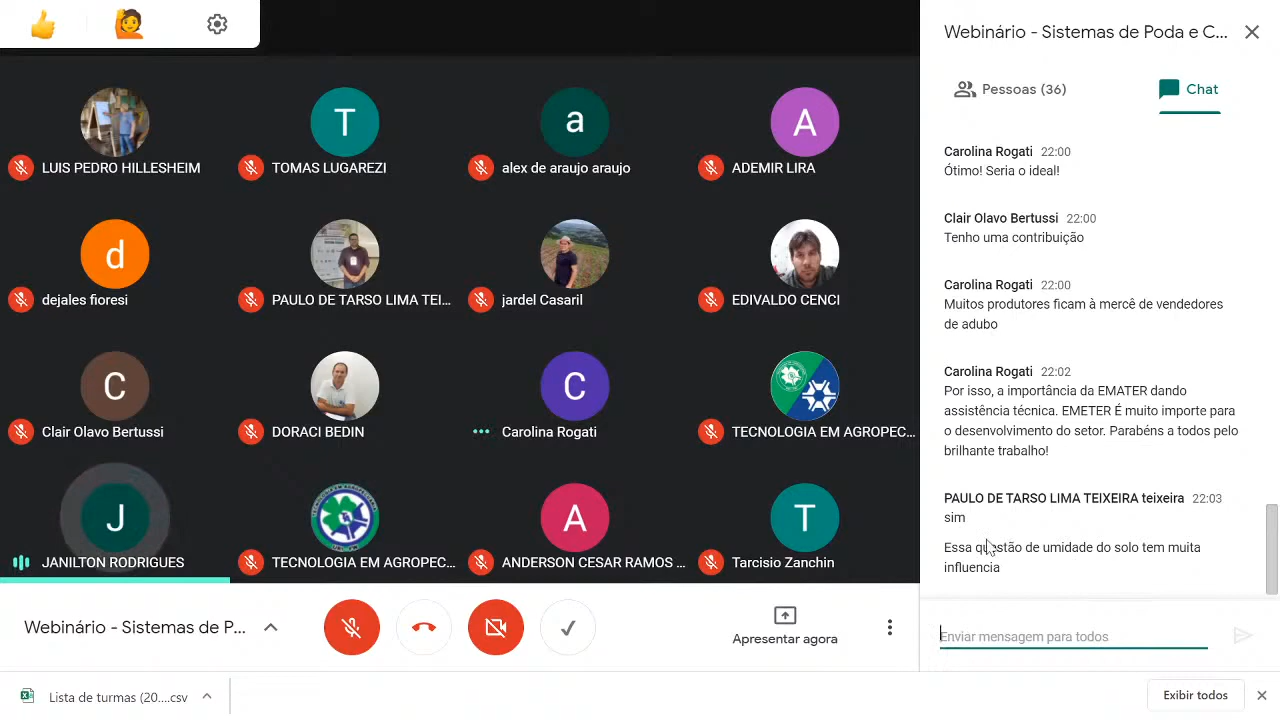 Webinário - Sistemas de Poda e C...
Pessoas (36)
Chat
LUIS PEDRO HILLESHEIM
T
TOMAS LUGAREZI
a
alex de araujo araujo
A
ADEMIR LIRA
d
dejales fioresi
PAULO DE TARSO LIMA TEI...
jardel Casaril
EDIVALDO CENCI
C
Clair Olavo Bertussi
DORACI BEDIN
C
Carolina Rogati
TECNOLOGIA EM AGROPEC...
J
JANILTON RODRIGUES
TECNOLOGIA EM AGROPEC...
A
ANDERSON CESAR RAMOS ...
T
Tarcisio Zanchin
Carolina Rogati 22:00
Ótimo! Seria o ideal!
Clair Olavo Bertussi 22:00
Tenho uma contribuição
Carolina Rogati 22:00
Muitos produtores ficam à mercê de vendedores
de adubo
Carolina Rogati 22:02
Por isso, a importância da EMATER dando
assistência técnica. EMETER É muito importe para
o desenvolvimento do setor. Parabéns a todos pelo
brilhante trabalho!
PAULO DE TARSO LIMA TEIXEIRA teixeira 22:03
sim
Essa questão de umidade do solo tem muita
influencia
Enviar mensagem para todos
Webinário - Sistemas de P...
Apresentar agora
Lista de turmas (20....csv
Exibir todos